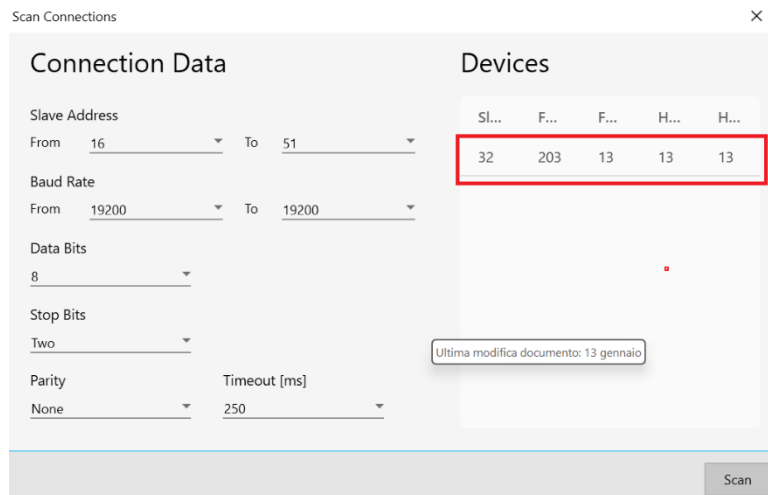 Scan Connections
Connection Data
Slave Address
From 16 To 51
Baud Rate
From 19200 To 19200
Data Bits
8
Stop Bits
Two
Parity Timeout [ms]
None 250
Devices
Sl... F... F... H... H...
32 203 13 13 13
Ultima modifica documento: 13 gennaio
Scan